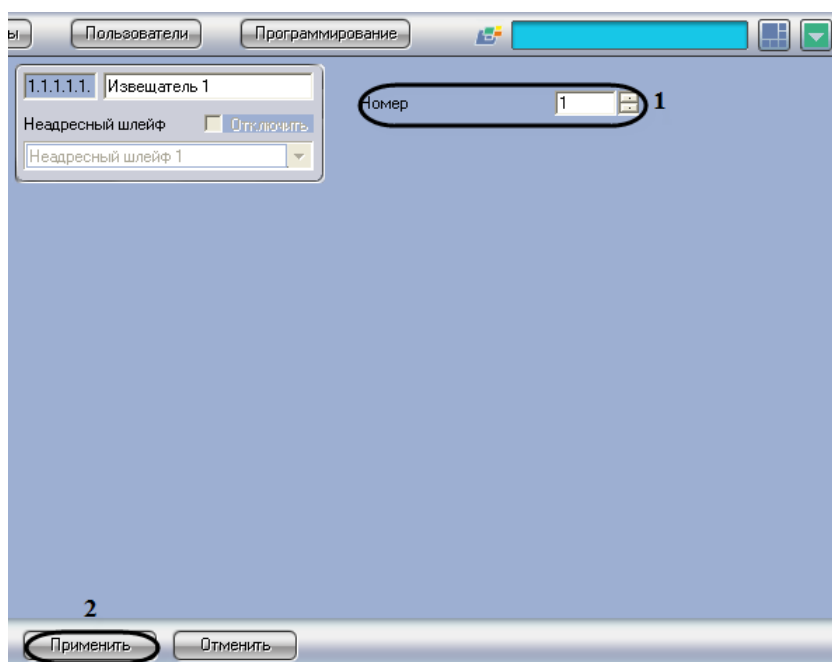 ы Пользователи Программирование
1.1.1.1.1. Извещатель 1
Номер 1 1
Неадресный шлейф Отключить
Неадресный шлейф 1
2
Применить Отменить